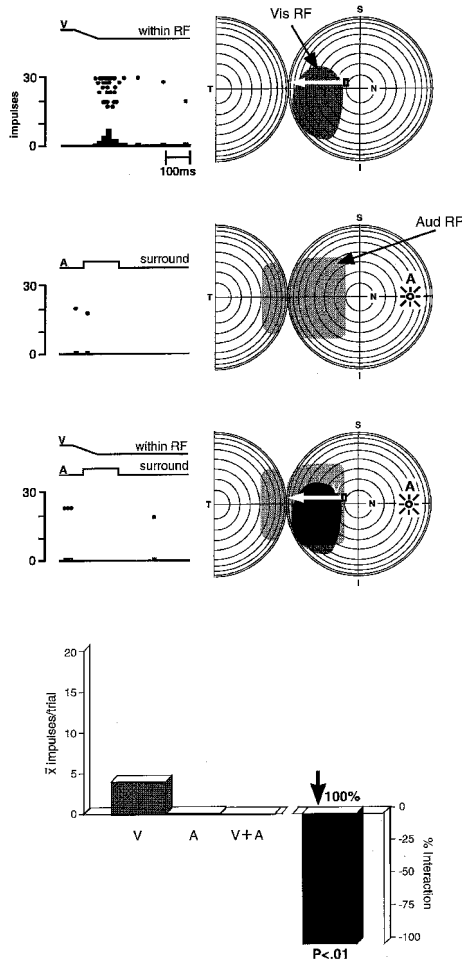 V within RF
Vis RF
S
30
impulses
T
N
0
100ms
I
S
Aud RF
A surround
A
30
T
N
0
I
V within RF
S
A surround
A
30
T
N
0
I
20
15
10
5
0
x̄ impulses/trial
V A V+A
100%
0
-25
-50
-75
-100
% Interaction
P<.01